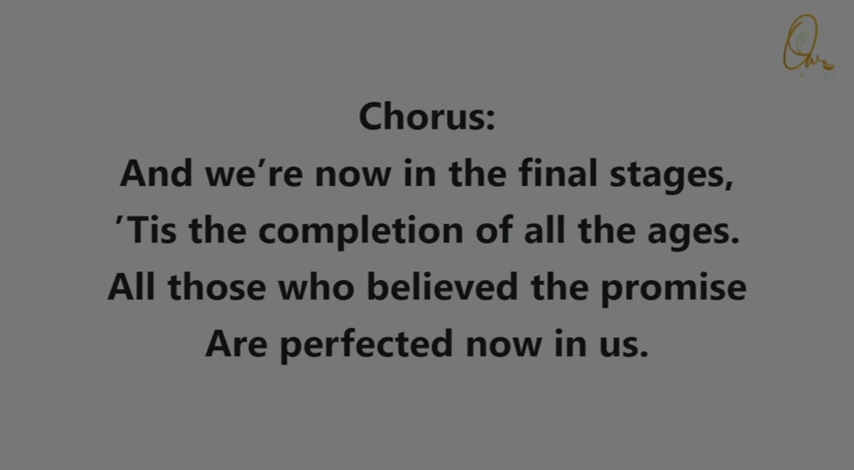 Chorus:
And we’re now in the final stages,
’Tis the completion of all the ages.
All those who believed the promise
Are perfected now in us.